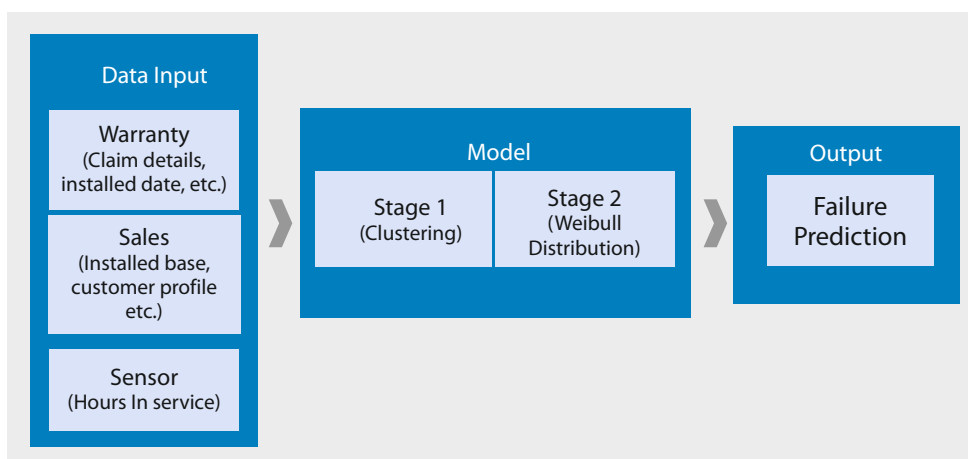 Data Input
Warranty
(Claim details,
installed date, etc.)
Sales
(Installed base,
customer profile
etc.)
Sensor
(Hours In service)
Model
Stage 1
(Clustering)
Stage 2
(Weibull
Distribution)
Output
Failure
Prediction